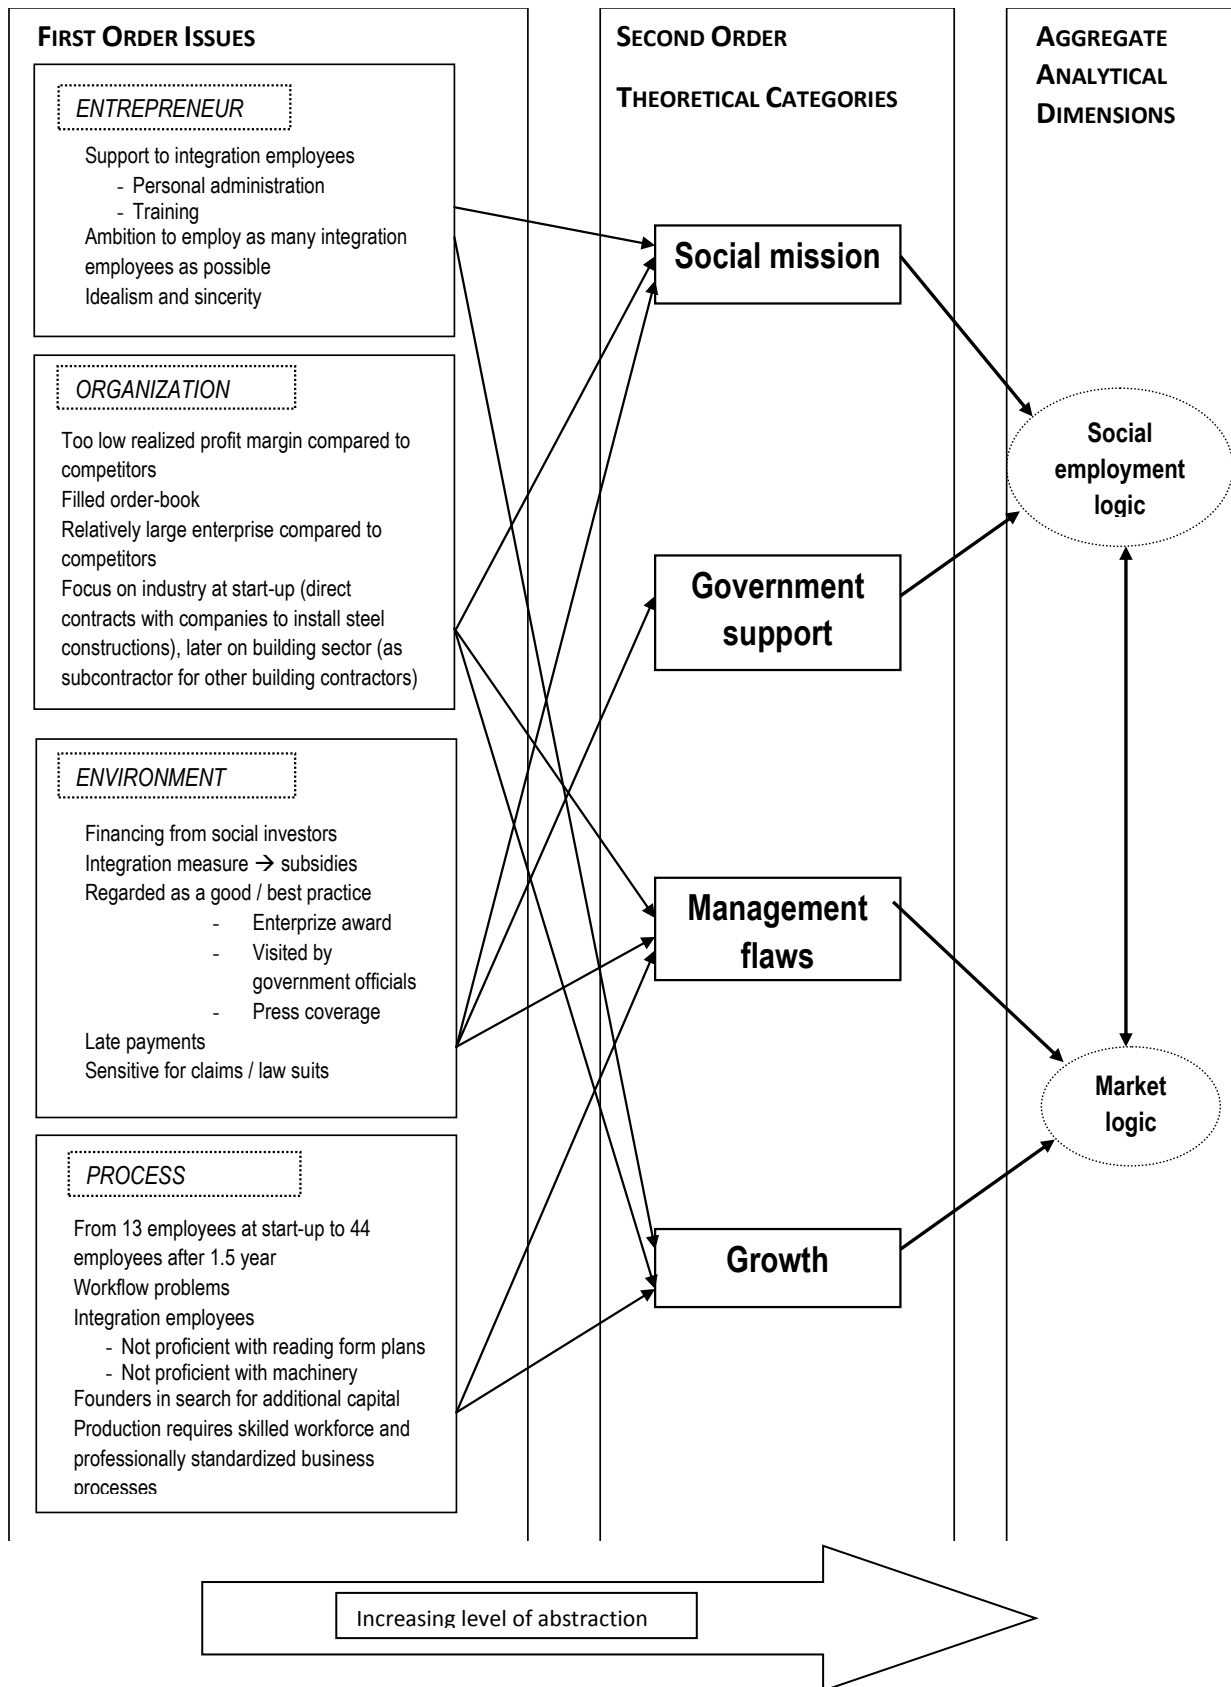 FIRST ORDER ISSUES
ENTREPRENEUR
Support to integration employees
- Personal administration
- Training
Ambition to employ as many integration
employees as possible
Idealism and sincerity
ORGANIZATION
Too low realized profit margin compared to
competitors
Filled order-book
Relatively large enterprise compared to
competitors
Focus on industry at start-up (direct
contracts with companies to install steel
constructions), later on building sector (as
subcontractor for other building contractors)
ENVIRONMENT
Financing from social investors
Integration measure → subsidies
Regarded as a good / best practice
- Enterprize award
- Visited by
government officials
- Press coverage
Late payments
Sensitive for claims / law suits
PROCESS
From 13 employees at start-up to 44
employees after 1.5 year
Workflow problems
Integration employees
- Not proficient with reading form plans
- Not proficient with machinery
Founders in search for additional capital
Production requires skilled workforce and
professionally standardized business
processes
SECOND ORDER
THEORETICAL CATEGORIES
Social mission
Government
support
Management
flaws
Growth
AGGREGATE
ANALYTICAL
DIMENSIONS
Social
employment
logic
Market
logic
Increasing level of abstraction